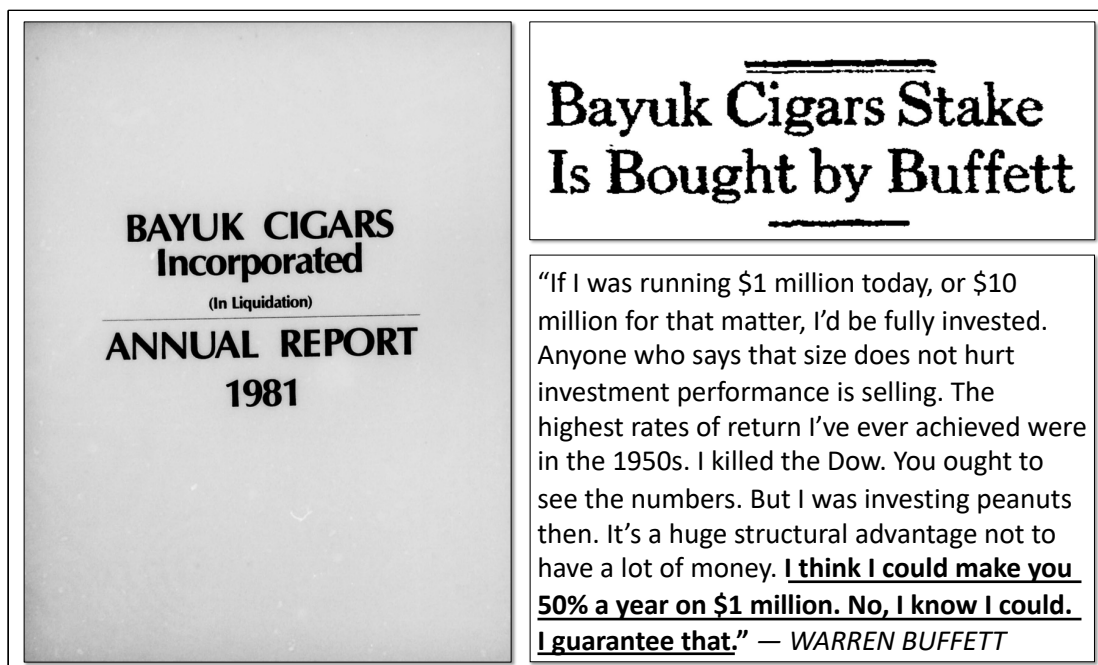 BAYUK CIGARS
Incorporated
(In Liquidation)
ANNUAL REPORT
1981
Bayuk Cigars Stake
Is Bought by Buffett
“If I was running $1 million today, or $10
million for that matter, I’d be fully invested.
Anyone who says that size does not hurt
investment performance is selling. The
highest rates of return I’ve ever achieved were
in the 1950s. I killed the Dow. You ought to
see the numbers. But I was investing peanuts
then. It’s a huge structural advantage not to
have a lot of money. I think I could make you
50% a year on $1 million. No, I know I could.
I guarantee that.” — WARREN BUFFETT